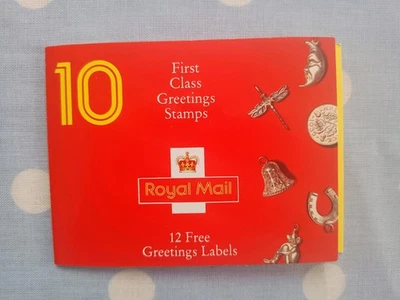 10
First
Class
Greetings
Stamps
Royal Mail
12 Free
Greetings Labels